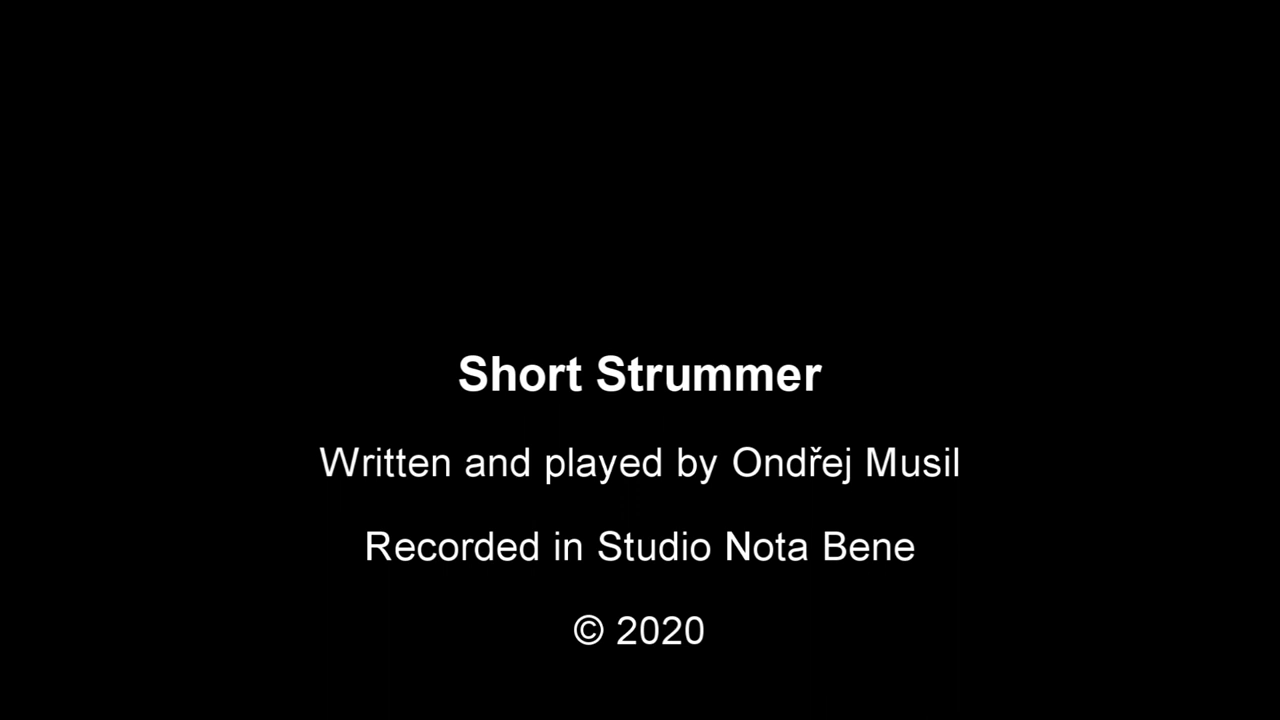 Short Strummer
Written and played by Ondřej Musil
Recorded in Studio Nota Bene
© 2020